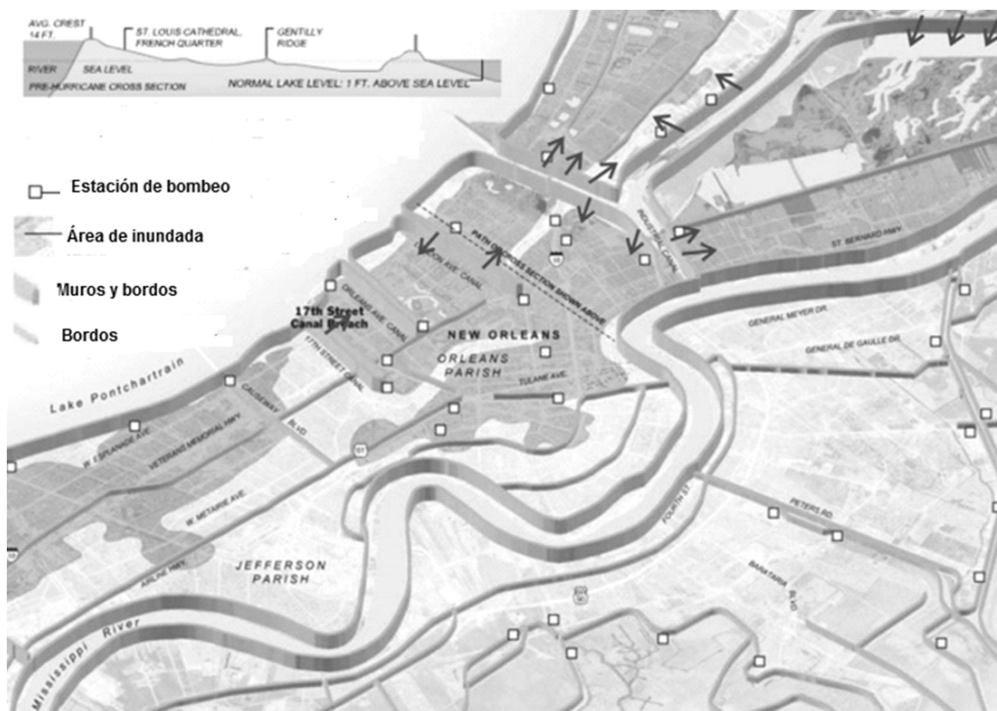 AVG. CREST
14 FT.
ST. LOUIS CATHEDRAL,
FRENCH QUARTER
GENTILLY
RIDGE
RIVER
SEA LEVEL
NORMAL LAKE LEVEL: 1 FT. ABOVE SEA LEVEL
PRE-HURRICANE CROSS SECTION
Estación de bombeo
Área de inundada
Muros y bordos
Bordos
INDUSTRIAL CANAL
ST. BERNARD HWY.
PATH OF CROSS SECTION SHOWN ABOVE
AVE. CANAL
10
ORLEANS AVE. CANAL
17th Street
Canal Breach
17TH STREET CANAL
NEW ORLEANS
ORLEANS
PARISH
TULANE AVE.
GENERAL MEYER DR.
GENERAL DE GAULLE DR.
Lake Pontchartrain
CAUSEWAY
BLVD
W. ESPLANADE AVE.
VETERANS MEMORIAL HWY.
W. METAIRIE AVE.
AIRLINE HWY.
61
JEFFERSON
PARISH
FOURTH ST.
PETERS RD.
BARATARIA
BLVD
Mississippi River